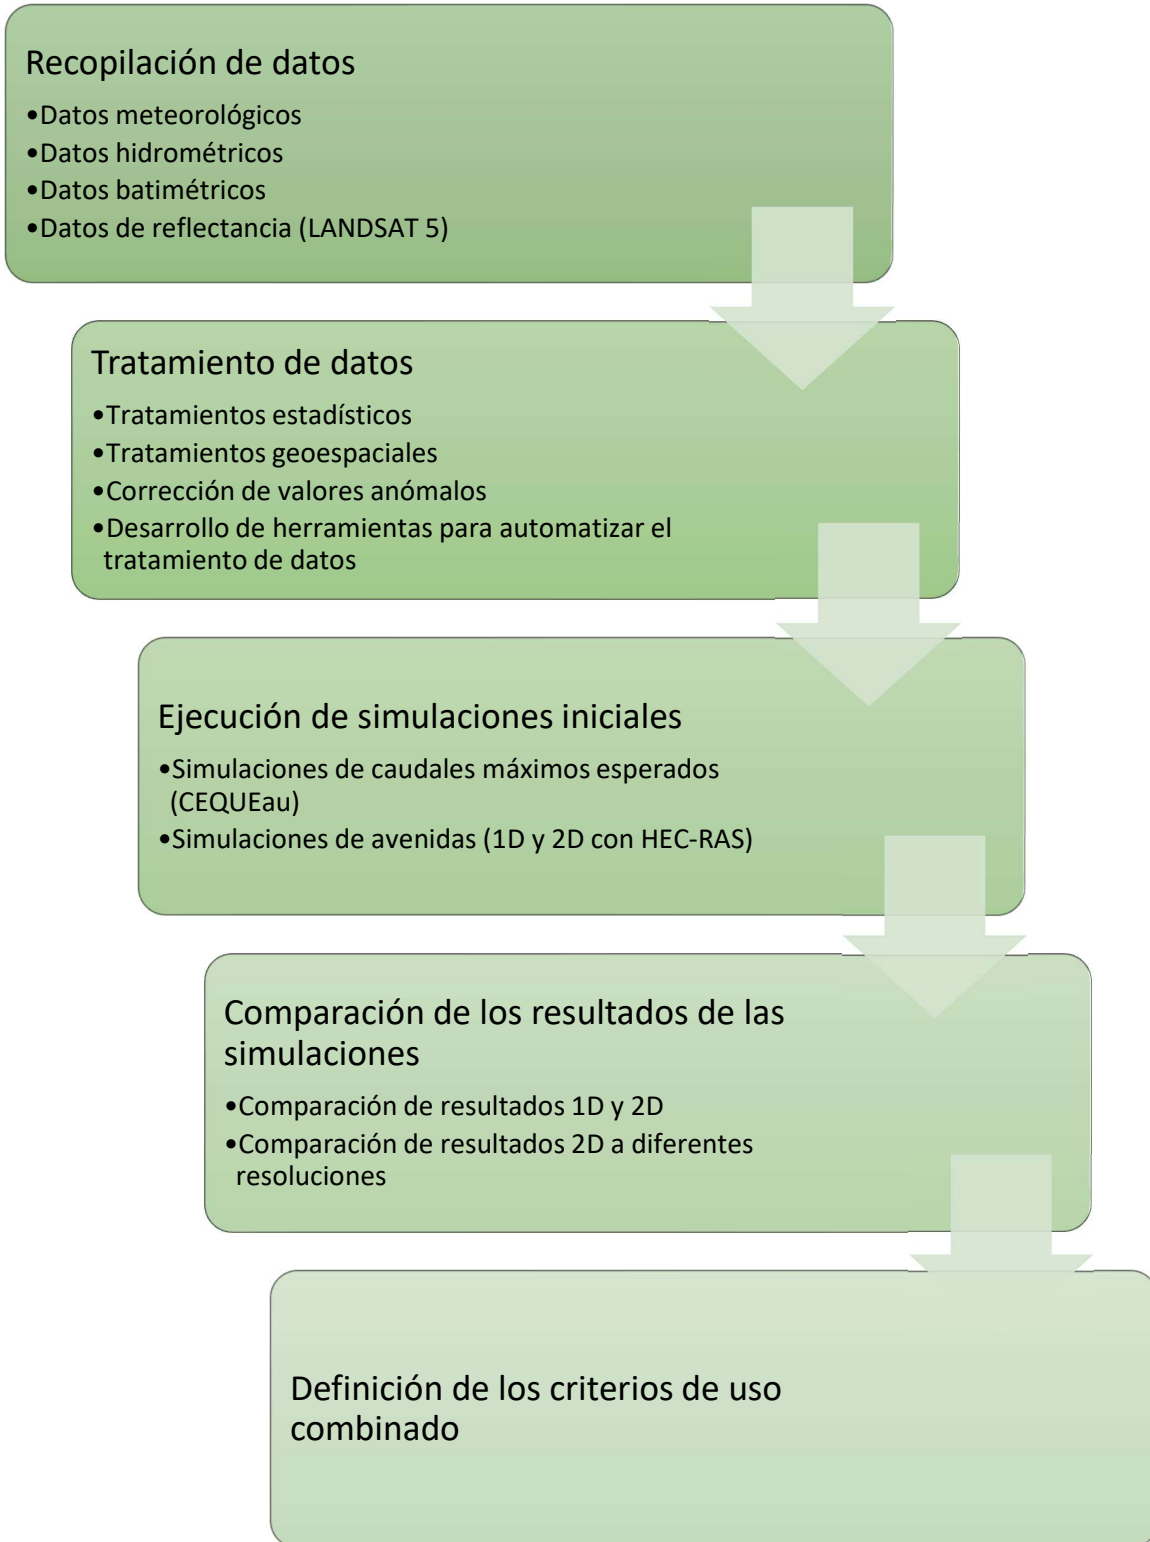 Recopilación de datos
•Datos meteorológicos
•Datos hidrométricos
•Datos batimétricos
•Datos de reflectancia (LANDSAT 5)
Tratamiento de datos
•Tratamientos estadísticos
•Tratamientos geoespaciales
•Corrección de valores anómalos
•Desarrollo de herramientas para automatizar el
tratamiento de datos
Ejecución de simulaciones iniciales
•Simulaciones de caudales máximos esperados
(CEQUEau)
•Simulaciones de avenidas (1D y 2D con HEC-RAS)
Comparación de los resultados de las
simulaciones
•Comparación de resultados 1D y 2D
•Comparación de resultados 2D a diferentes
resoluciones
Definición de los criterios de uso
combinado